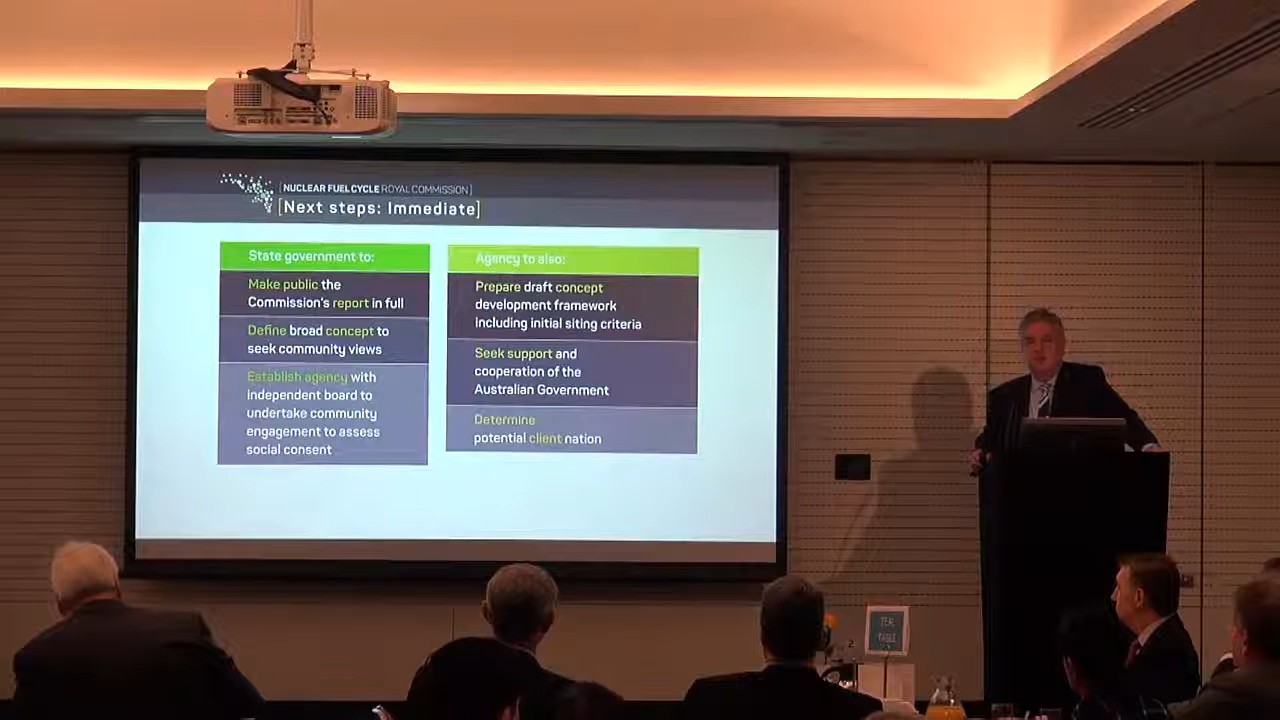 [NUCLEAR FUEL CYCLE ROYAL COMMISSION]
[Next steps: Immediate]
State government to:
Make public the
Commission's report in full
Define broad concept to
seek community views
Establish agency with
independent board to
undertake community
engagement to assess
social consent
Agency to also:
Prepare draft concept
development framework
including initial siting criteria
Seek support and
cooperation of the
Australian Government
Determine
potential client nation
TABLE